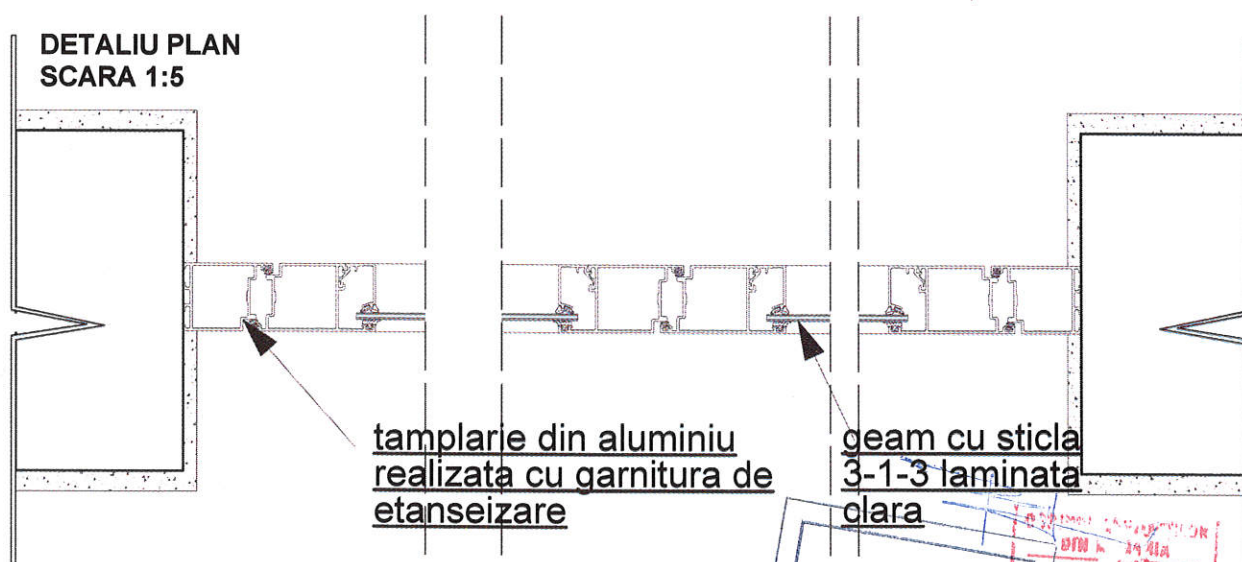 DETALIU PLAN
SCARA 1:5
tamplarie din aluminiu
realizata cu garnitura de
etanseizare
geam cu sticla
3-1-3 laminata
clara
DIN